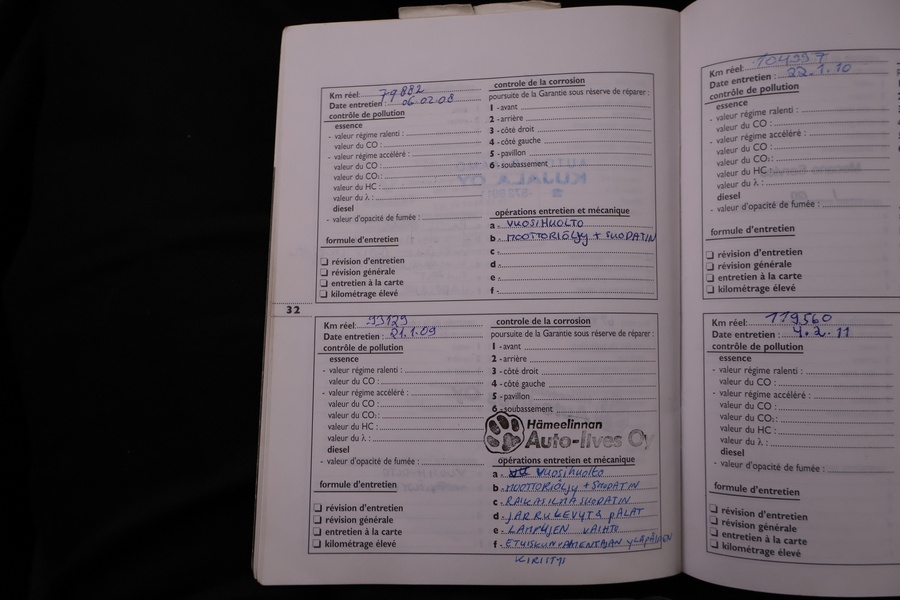 Km réel: 79882
Date entretien: 06.02.08
contrôle de pollution
essence
- valeur régime ralenti :
valeur du CO :
- valeur régime accéléré :
valeur du CO :
valeur du CO₂ :
valeur du HC :
valeur du λ :
diesel
- valeur d'opacité de fumée :
formule d'entretien
❑ révision d'entretien
❑ révision générale
❑ entretien à la carte
❑ kilométrage élevé
contrôle de la corrosion
poursuite de la Garantie sous réserve de réparer :
1 - avant
2 - arrière
3 - côté droit
4 - côté gauche
5 - pavillon
6 - soubassement
opérations entretien et mécanique
a - VUOSIHUOLTO
b - MOOTTORIÖLJY + SUODATIN
c -
d -
e -
f -
32
Km réel: 99129
Date entretien : 21.1.09
contrôle de pollution
essence
- valeur régime ralenti :
valeur du CO :
- valeur régime accéléré :
valeur du CO :
valeur du CO₂ :
valeur du HC :
valeur du λ :
diesel
- valeur d'opacité de fumée :
formule d'entretien
❑ révision d'entretien
❑ révision générale
❑ entretien à la carte
❑ kilométrage élevé
contrôle de la corrosion
poursuite de la Garantie sous réserve de réparer :
1 - avant
2 - arrière
3 - côté droit
4 - côté gauche
5 - pavillon
6 - soubassement
Hämeelinnan
Auto-Iives Oy
opérations entretien et mécanique
a - VUOSIHUOLTO
b - MOOTTORIÖLJY + SUODATIN
c - RAIKASILMASUODATIN
d - JARRUKEVYT& PALAT
e - LAMPUJEN VAIHTO
f -
KIRISTYS
Km réel: 104997
Date entretien : 22.1.10
contrôle de pollution
essence
- valeur régime ralenti :
valeur du CO :
- valeur régime accéléré :
valeur du CO :
valeur du CO₂ :
valeur du HC :
valeur du λ :
diesel
- valeur d'opacité de fumée :
formule d'entretien
❑ révision d'entretien
❑ révision générale
❑ entretien à la carte
❑ kilométrage élevé
Km réel: 119560
Date entretien : 4.2.11
contrôle de pollution
essence
- valeur régime ralenti :
valeur du CO :
- valeur régime accéléré :
valeur du CO :
valeur du CO₂ :
valeur du HC :
valeur du λ :
diesel
- valeur d'opacité de fumée :
formule d'entretien
❑ révision d'entretien
❑ révision générale
❑ entretien à la carte
❑ kilométrage élevé